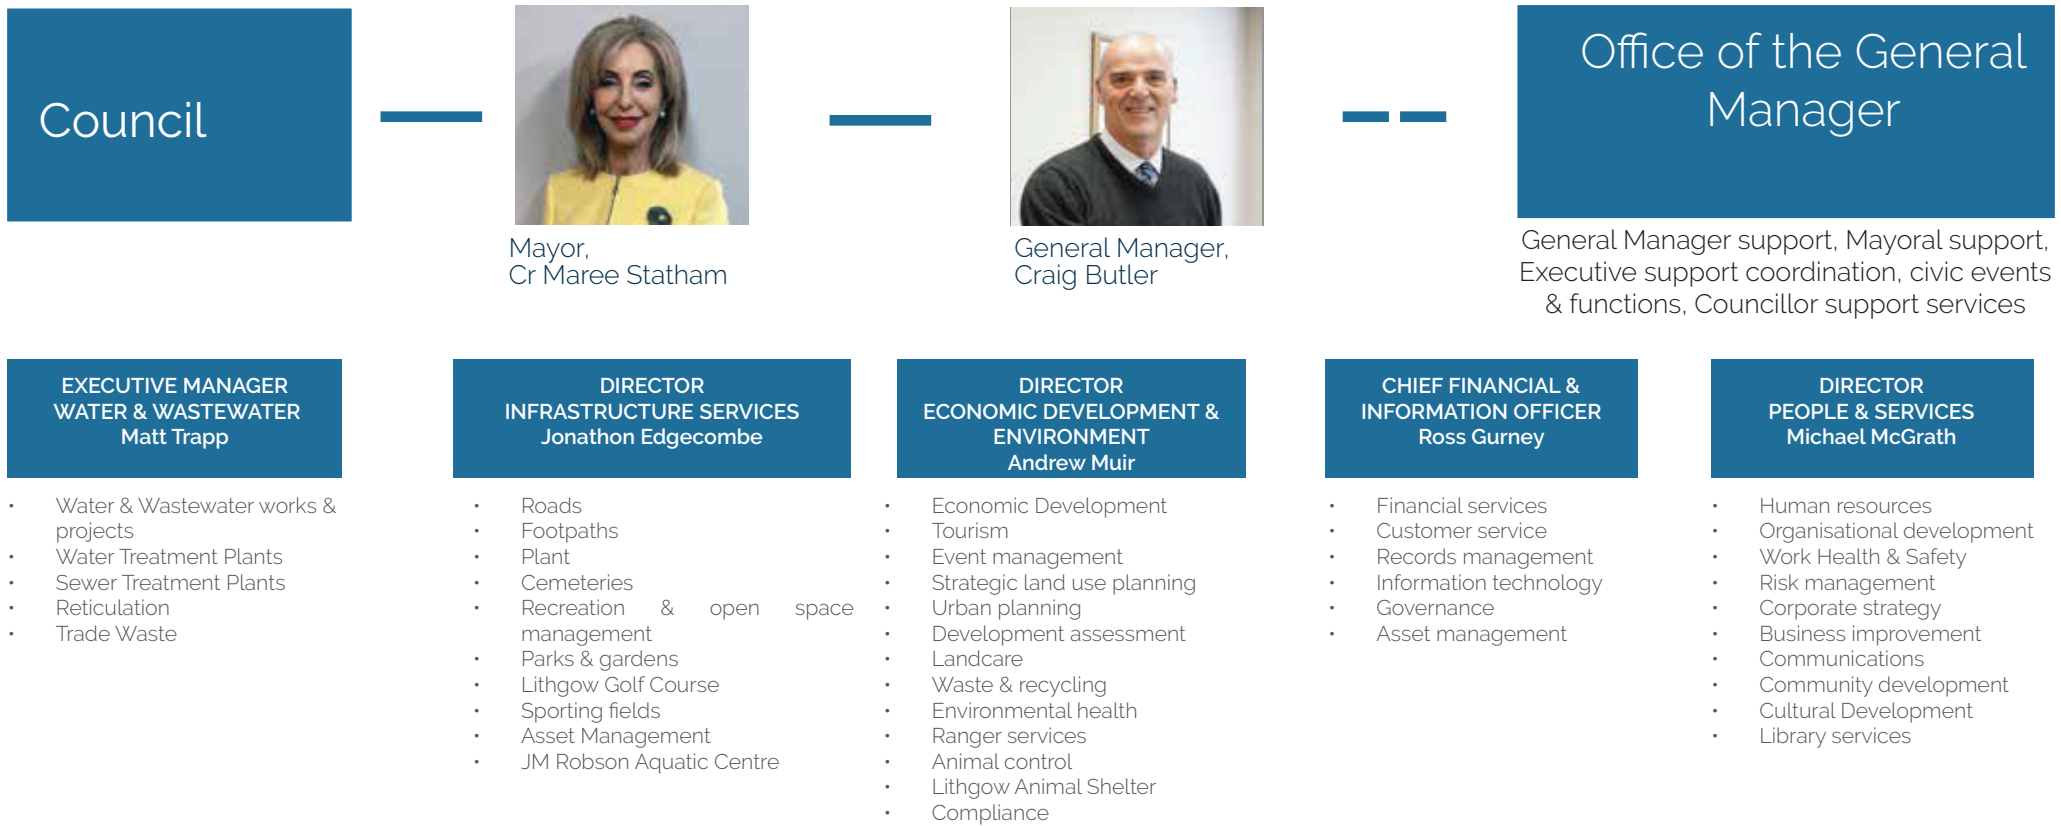 Council
Mayor,
Cr Maree Statham
General Manager,
Craig Butler
Office of the General
Manager
General Manager support, Mayoral support,
Executive support coordination, civic events
& functions, Councillor support services
EXECUTIVE MANAGER
WATER & WASTEWATER
Matt Trapp
• Water & Wastewater works &
projects
• Water Treatment Plants
• Sewer Treatment Plants
• Reticulation
• Trade Waste
DIRECTOR
INFRASTRUCTURE SERVICES
Jonathon Edgecombe
• Roads
• Footpaths
• Plant
• Cemeteries
• Recreation & open space
management
• Parks & gardens
• Lithgow Golf Course
• Sporting fields
• Asset Management
• JM Robson Aquatic Centre
DIRECTOR
ECONOMIC DEVELOPMENT &
ENVIRONMENT
Andrew Muir
• Economic Development
• Tourism
• Event management
• Strategic land use planning
• Urban planning
• Development assessment
• Landcare
• Waste & recycling
• Environmental health
• Ranger services
• Animal control
• Lithgow Animal Shelter
• Compliance
CHIEF FINANCIAL &
INFORMATION OFFICER
Ross Gurney
• Financial services
• Customer service
• Records management
• Information technology
• Governance
• Asset management
DIRECTOR
PEOPLE & SERVICES
Michael McGrath
• Human resources
• Organisational development
• Work Health & Safety
• Risk management
• Corporate strategy
• Business improvement
• Communications
• Community development
• Cultural Development
• Library services